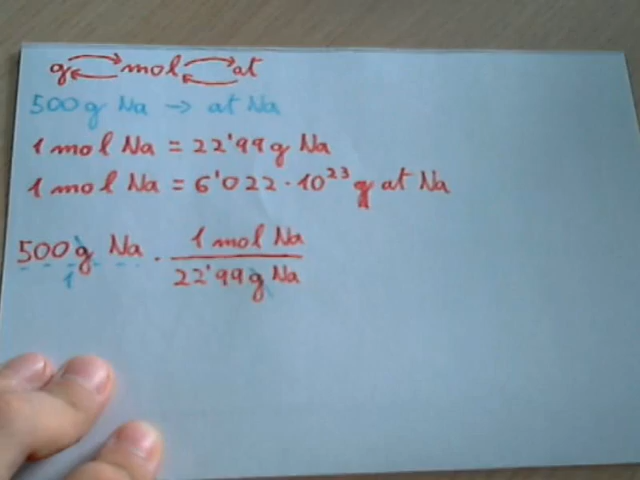 g ⇄ mol ⇄ at
500 g Na → at Na
1 mol Na = 22'99 g Na
1 mol Na = 6'022 · 10²³ g at Na
500 g Na · 1 mol Na
1
22'99 g Na